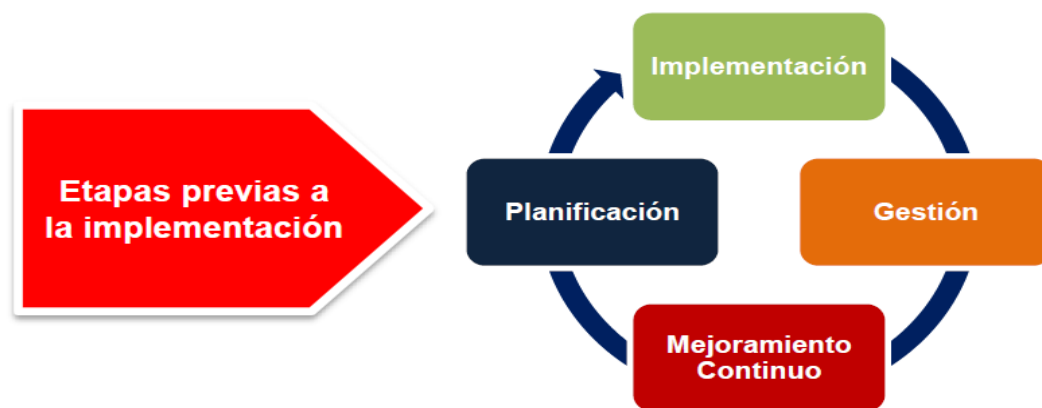 Etapas previas a
la implementación
Implementación
Planificación
Gestión
Mejoramiento
Continuo